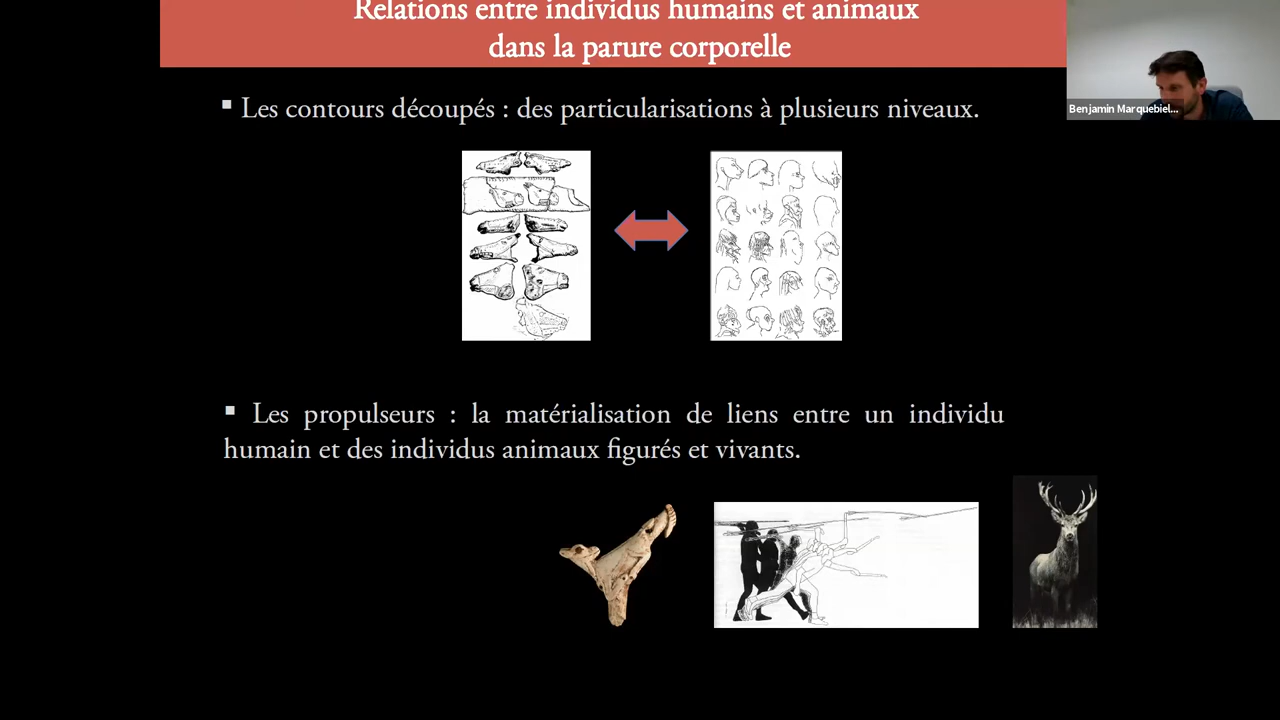 Relations entre individus humains et animaux
dans la parure corporelle
Benjamin Marquebiel...
▪ Les contours découpés : des particularisations à plusieurs niveaux.
▪ Les propulseurs : la matérialisation de liens entre un individu
humain et des individus animaux figurés et vivants.